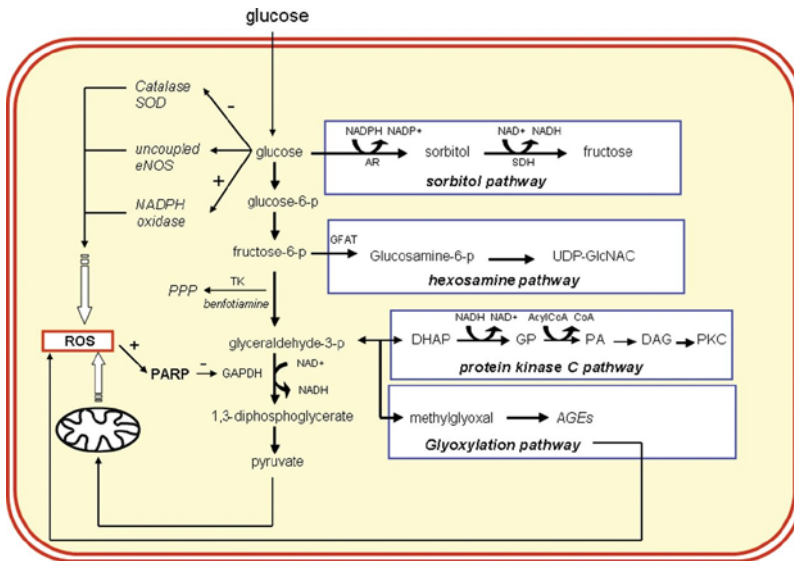 glucose
Catalase
SOD
–
uncoupled
eNOS
+
NADPH
oxidase
glucose
NADPH NADP+
AR
sorbitol
NAD+ NADH
SDH
fructose
sorbitol pathway
glucose-6-p
fructose-6-p
GFAT
Glucosamine-6-p
UDP-GlcNAC
hexosamine pathway
PPP
TK
benfotiamine
ROS
+
PARP
–
GAPDH
glyceraldehyde-3-p
NAD+
NADH
DHAP
NADH NAD+
GP
AcylCoA CoA
PA
DAG
PKC
protein kinase C pathway
1,3-diphosphoglycerate
methylglyoxal
AGEs
Glyoxylation pathway
pyruvate